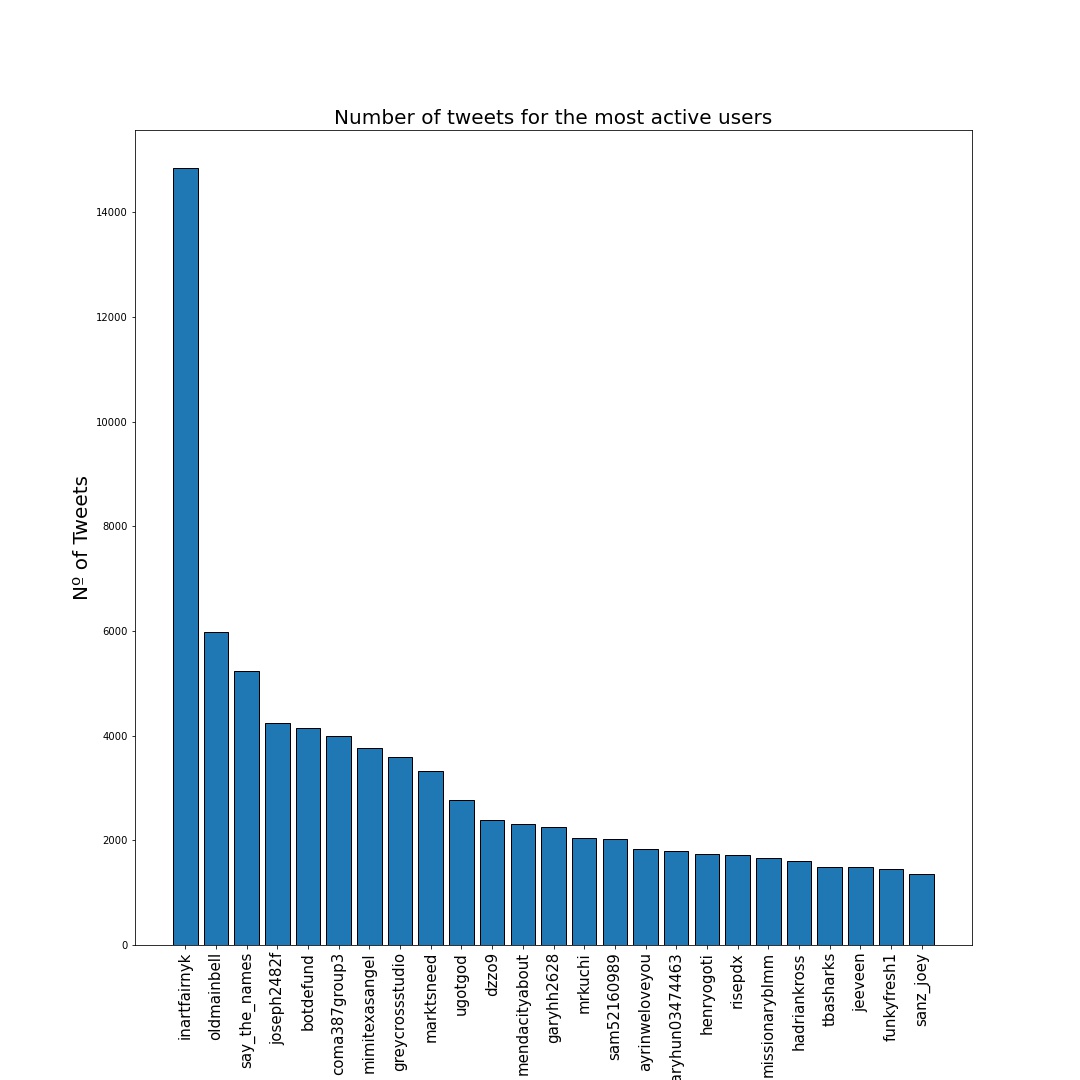 Number of tweets for the most active users
14000
12000
10000
8000
6000
4000
2000
0
Nº of Tweets
inartfairnyk
oldmainbell
say_the_names
joseph2482f
botdefund
coma387group3
mimitexasangel
greycrossstudio
marktsneed
ugotgod
dzzo9
mendacityabout
garyhh2628
mrkuchi
sam52160989
ayrinweloveyou
aryhun03474463
henryogoti
risepdx
missionaryblmm
hadriankross
tbasharks
jeeveen
funkyfresh1
sanz_joey